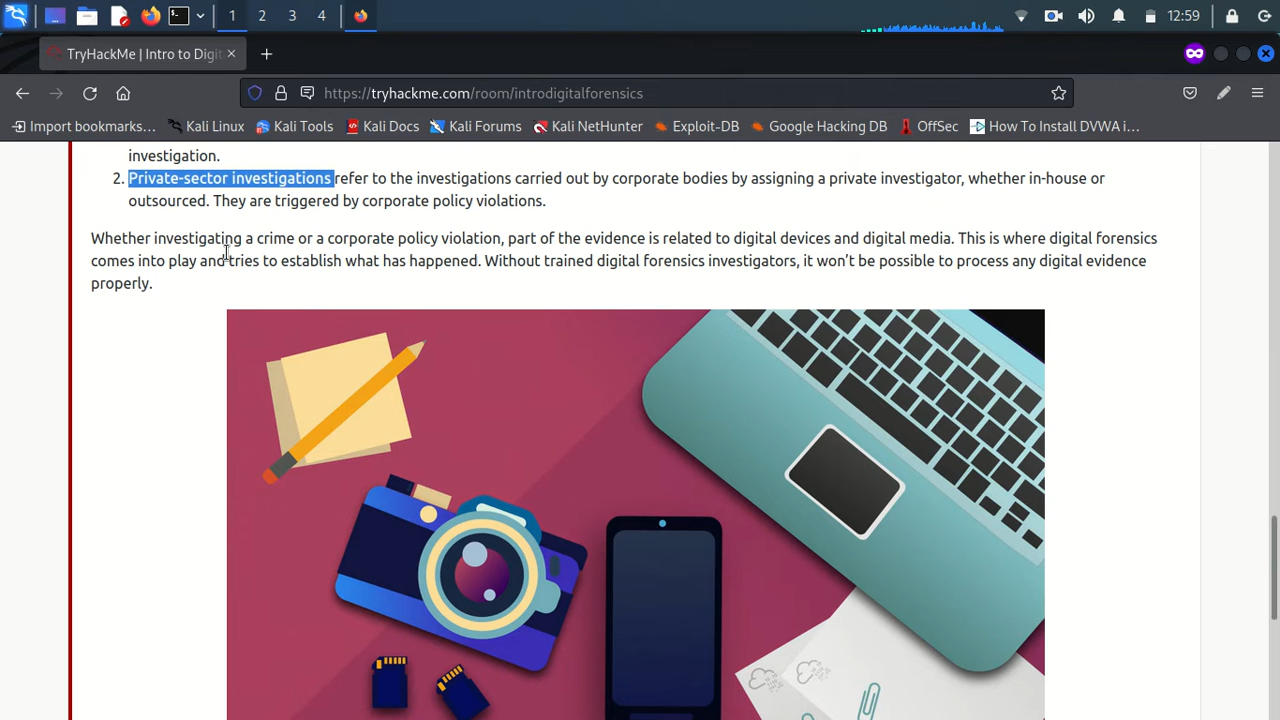 1
2
3
4
12:59
TryHackMe | Intro to Digit
https://tryhackme.com/room/introdigitalforensics
Import bookmarks…
Kali Linux
Kali Tools
Kali Docs
Kali Forums
Kali NetHunter
Exploit-DB
Google Hacking DB
OffSec
How To Install DVWA i…
investigation.
2. Private-sector investigations refer to the investigations carried out by corporate bodies by assigning a private investigator, whether in-house or
outsourced. They are triggered by corporate policy violations.
Whether investigating a crime or a corporate policy violation, part of the evidence is related to digital devices and digital media. This is where digital forensics
comes into play and tries to establish what has happened. Without trained digital forensics investigators, it won’t be possible to process any digital evidence
properly.